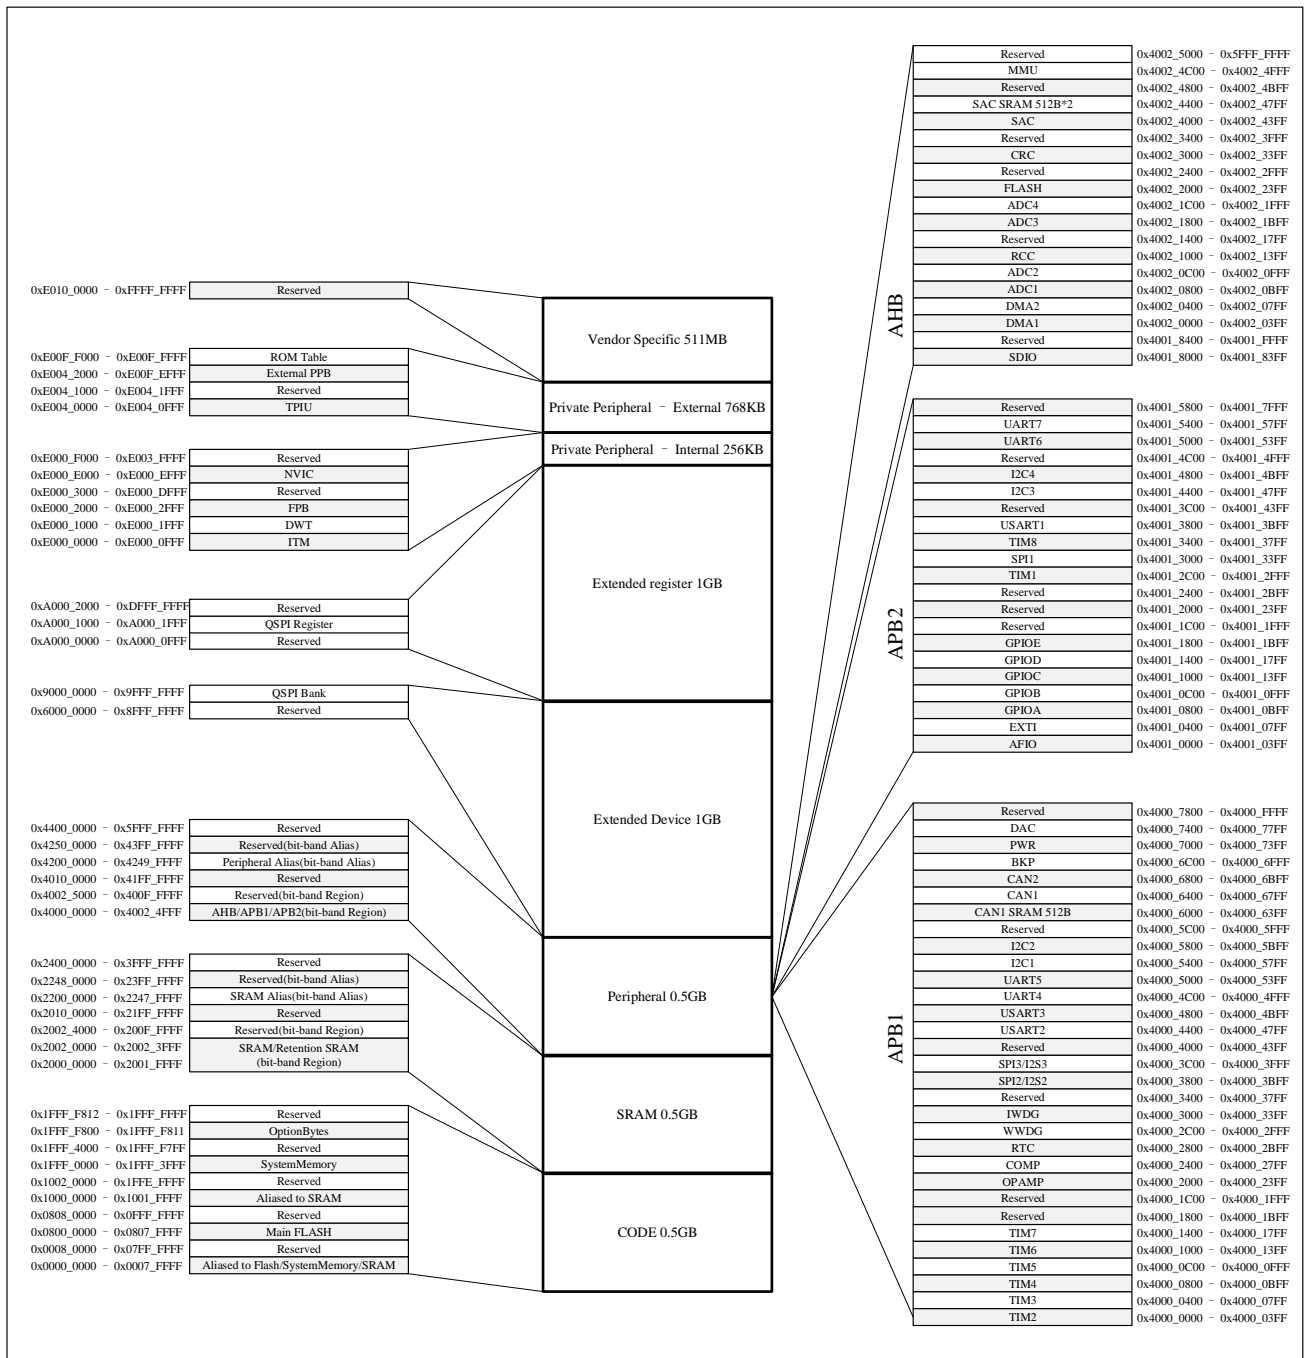 0xE010_0000 - 0xFFFF_FFFF Reserved
0xE00F_F000 - 0xE00F_FFFF ROM Table
0xE004_2000 - 0xE00F_EFFF External PPB
0xE004_1000 - 0xE004_1FFF Reserved
0xE004_0000 - 0xE004_0FFF TPIU
0xE000_F000 - 0xE003_FFFF Reserved
0xE000_E000 - 0xE000_EFFF NVIC
0xE000_3000 - 0xE000_DFFF Reserved
0xE000_2000 - 0xE000_2FFF FPB
0xE000_1000 - 0xE000_1FFF DWT
0xE000_0000 - 0xE000_0FFF ITM
0xA000_2000 - 0xDFFF_FFFF Reserved
0xA000_1000 - 0xA000_1FFF QSPI Register
0xA000_0000 - 0xA000_0FFF Reserved
0x9000_0000 - 0x9FFF_FFFF QSPI Bank
0x6000_0000 - 0x8FFF_FFFF Reserved
0x4400_0000 - 0x5FFF_FFFF Reserved
0x4250_0000 - 0x43FF_FFFF Reserved(bit-band Alias)
0x4200_0000 - 0x4249_FFFF Peripheral Alias(bit-band Alias)
0x4010_0000 - 0x41FF_FFFF Reserved
0x4002_5000 - 0x400F_FFFF Reserved(bit-band Region)
0x4000_0000 - 0x4002_4FFF AHB/APB1/APB2(bit-band Region)
0x2400_0000 - 0x3FFF_FFFF Reserved
0x2248_0000 - 0x23FF_FFFF Reserved(bit-band Alias)
0x2200_0000 - 0x2247_FFFF SRAM Alias(bit-band Alias)
0x2010_0000 - 0x21FF_FFFF Reserved
0x2002_4000 - 0x200F_FFFF Reserved(bit-band Region)
0x2002_0000 - 0x2002_3FFF SRAM/Retention SRAM
0x2000_0000 - 0x2001_FFFF (bit-band Region)
0x1FFF_F812 - 0x1FFF_FFFF Reserved
0x1FFF_F800 - 0x1FFF_F811 OptionBytes
0x1FFF_4000 - 0x1FFF_F7FF Reserved
0x1FFF_0000 - 0x1FFF_3FFF SystemMemory
0x1002_0000 - 0x1FFE_FFFF Reserved
0x1000_0000 - 0x1001_FFFF Aliased to SRAM
0x0808_0000 - 0x0FFF_FFFF Reserved
0x0800_0000 - 0x0807_FFFF Main FLASH
0x0008_0000 - 0x07FF_FFFF Reserved
0x0000_0000 - 0x0007_FFFF Aliased to Flash/SystemMemory/SRAM
Vendor Specific 511MB
Private Peripheral - External 768KB
Private Peripheral - Internal 256KB
Extended register 1GB
Extended Device 1GB
Peripheral 0.5GB
SRAM 0.5GB
CODE 0.5GB
AHB
Reserved 0x4002_5000 - 0x5FFF_FFFF
MMU 0x4002_4C00 - 0x4002_4FFF
Reserved 0x4002_4800 - 0x4002_4BFF
SAC SRAM 512B*2 0x4002_4400 - 0x4002_47FF
SAC 0x4002_4000 - 0x4002_43FF
Reserved 0x4002_3400 - 0x4002_3FFF
CRC 0x4002_3000 - 0x4002_33FF
Reserved 0x4002_2400 - 0x4002_2FFF
FLASH 0x4002_2000 - 0x4002_23FF
ADC4 0x4002_1C00 - 0x4002_1FFF
ADC3 0x4002_1800 - 0x4002_1BFF
Reserved 0x4002_1400 - 0x4002_17FF
RCC 0x4002_1000 - 0x4002_13FF
ADC2 0x4002_0C00 - 0x4002_0FFF
ADC1 0x4002_0800 - 0x4002_0BFF
DMA2 0x4002_0400 - 0x4002_07FF
DMA1 0x4002_0000 - 0x4002_03FF
Reserved 0x4001_8400 - 0x4001_FFFF
SDIO 0x4001_8000 - 0x4001_83FF
APB2
Reserved 0x4001_5800 - 0x4001_7FFF
UART7 0x4001_5400 - 0x4001_57FF
UART6 0x4001_5000 - 0x4001_53FF
Reserved 0x4001_4C00 - 0x4001_4FFF
I2C4 0x4001_4800 - 0x4001_4BFF
I2C3 0x4001_4400 - 0x4001_47FF
Reserved 0x4001_3C00 - 0x4001_43FF
USART1 0x4001_3800 - 0x4001_3BFF
TIM8 0x4001_3400 - 0x4001_37FF
SPI1 0x4001_3000 - 0x4001_33FF
TIM1 0x4001_2C00 - 0x4001_2FFF
Reserved 0x4001_2400 - 0x4001_2BFF
Reserved 0x4001_2000 - 0x4001_23FF
Reserved 0x4001_1C00 - 0x4001_1FFF
GPIOE 0x4001_1800 - 0x4001_1BFF
GPIOD 0x4001_1400 - 0x4001_17FF
GPIOC 0x4001_1000 - 0x4001_13FF
GPIOB 0x4001_0C00 - 0x4001_0FFF
GPIOA 0x4001_0800 - 0x4001_0BFF
EXTI 0x4001_0400 - 0x4001_07FF
AFIO 0x4001_0000 - 0x4001_03FF
APB1
Reserved 0x4000_7800 - 0x4000_FFFF
DAC 0x4000_7400 - 0x4000_77FF
PWR 0x4000_7000 - 0x4000_73FF
BKP 0x4000_6C00 - 0x4000_6FFF
CAN2 0x4000_6800 - 0x4000_6BFF
CAN1 0x4000_6400 - 0x4000_67FF
CAN1 SRAM 512B 0x4000_6000 - 0x4000_63FF
Reserved 0x4000_5C00 - 0x4000_5FFF
I2C2 0x4000_5800 - 0x4000_5BFF
I2C1 0x4000_5400 - 0x4000_57FF
UART5 0x4000_5000 - 0x4000_53FF
UART4 0x4000_4C00 - 0x4000_4FFF
USART3 0x4000_4800 - 0x4000_4BFF
USART2 0x4000_4400 - 0x4000_47FF
Reserved 0x4000_4000 - 0x4000_43FF
SPI3/I2S3 0x4000_3C00 - 0x4000_3FFF
SPI2/I2S2 0x4000_3800 - 0x4000_3BFF
Reserved 0x4000_3400 - 0x4000_37FF
IWDG 0x4000_3000 - 0x4000_33FF
WWDG 0x4000_2C00 - 0x4000_2FFF
RTC 0x4000_2800 - 0x4000_2BFF
COMP 0x4000_2400 - 0x4000_27FF
OPAMP 0x4000_2000 - 0x4000_23FF
Reserved 0x4000_1C00 - 0x4000_1FFF
Reserved 0x4000_1800 - 0x4000_1BFF
TIM7 0x4000_1400 - 0x4000_17FF
TIM6 0x4000_1000 - 0x4000_13FF
TIM5 0x4000_0C00 - 0x4000_0FFF
TIM4 0x4000_0800 - 0x4000_0BFF
TIM3 0x4000_0400 - 0x4000_07FF
TIM2 0x4000_0000 - 0x4000_03FF